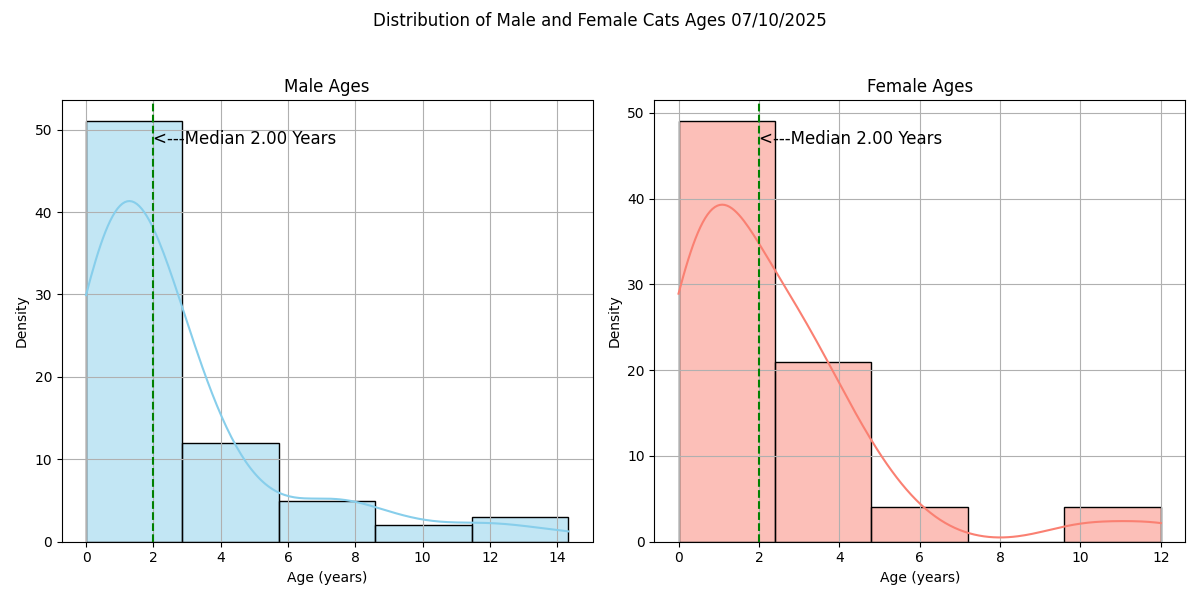 Distribution of Male and Female Cats Ages 07/10/2025
Male Ages
50
40
30
20
10
0
Density
<---Median 2.00 Years
0 2 4 6 8 10 12 14
Age (years)
Female Ages
50
40
30
20
10
0
Density
<---Median 2.00 Years
0 2 4 6 8 10 12
Age (years)